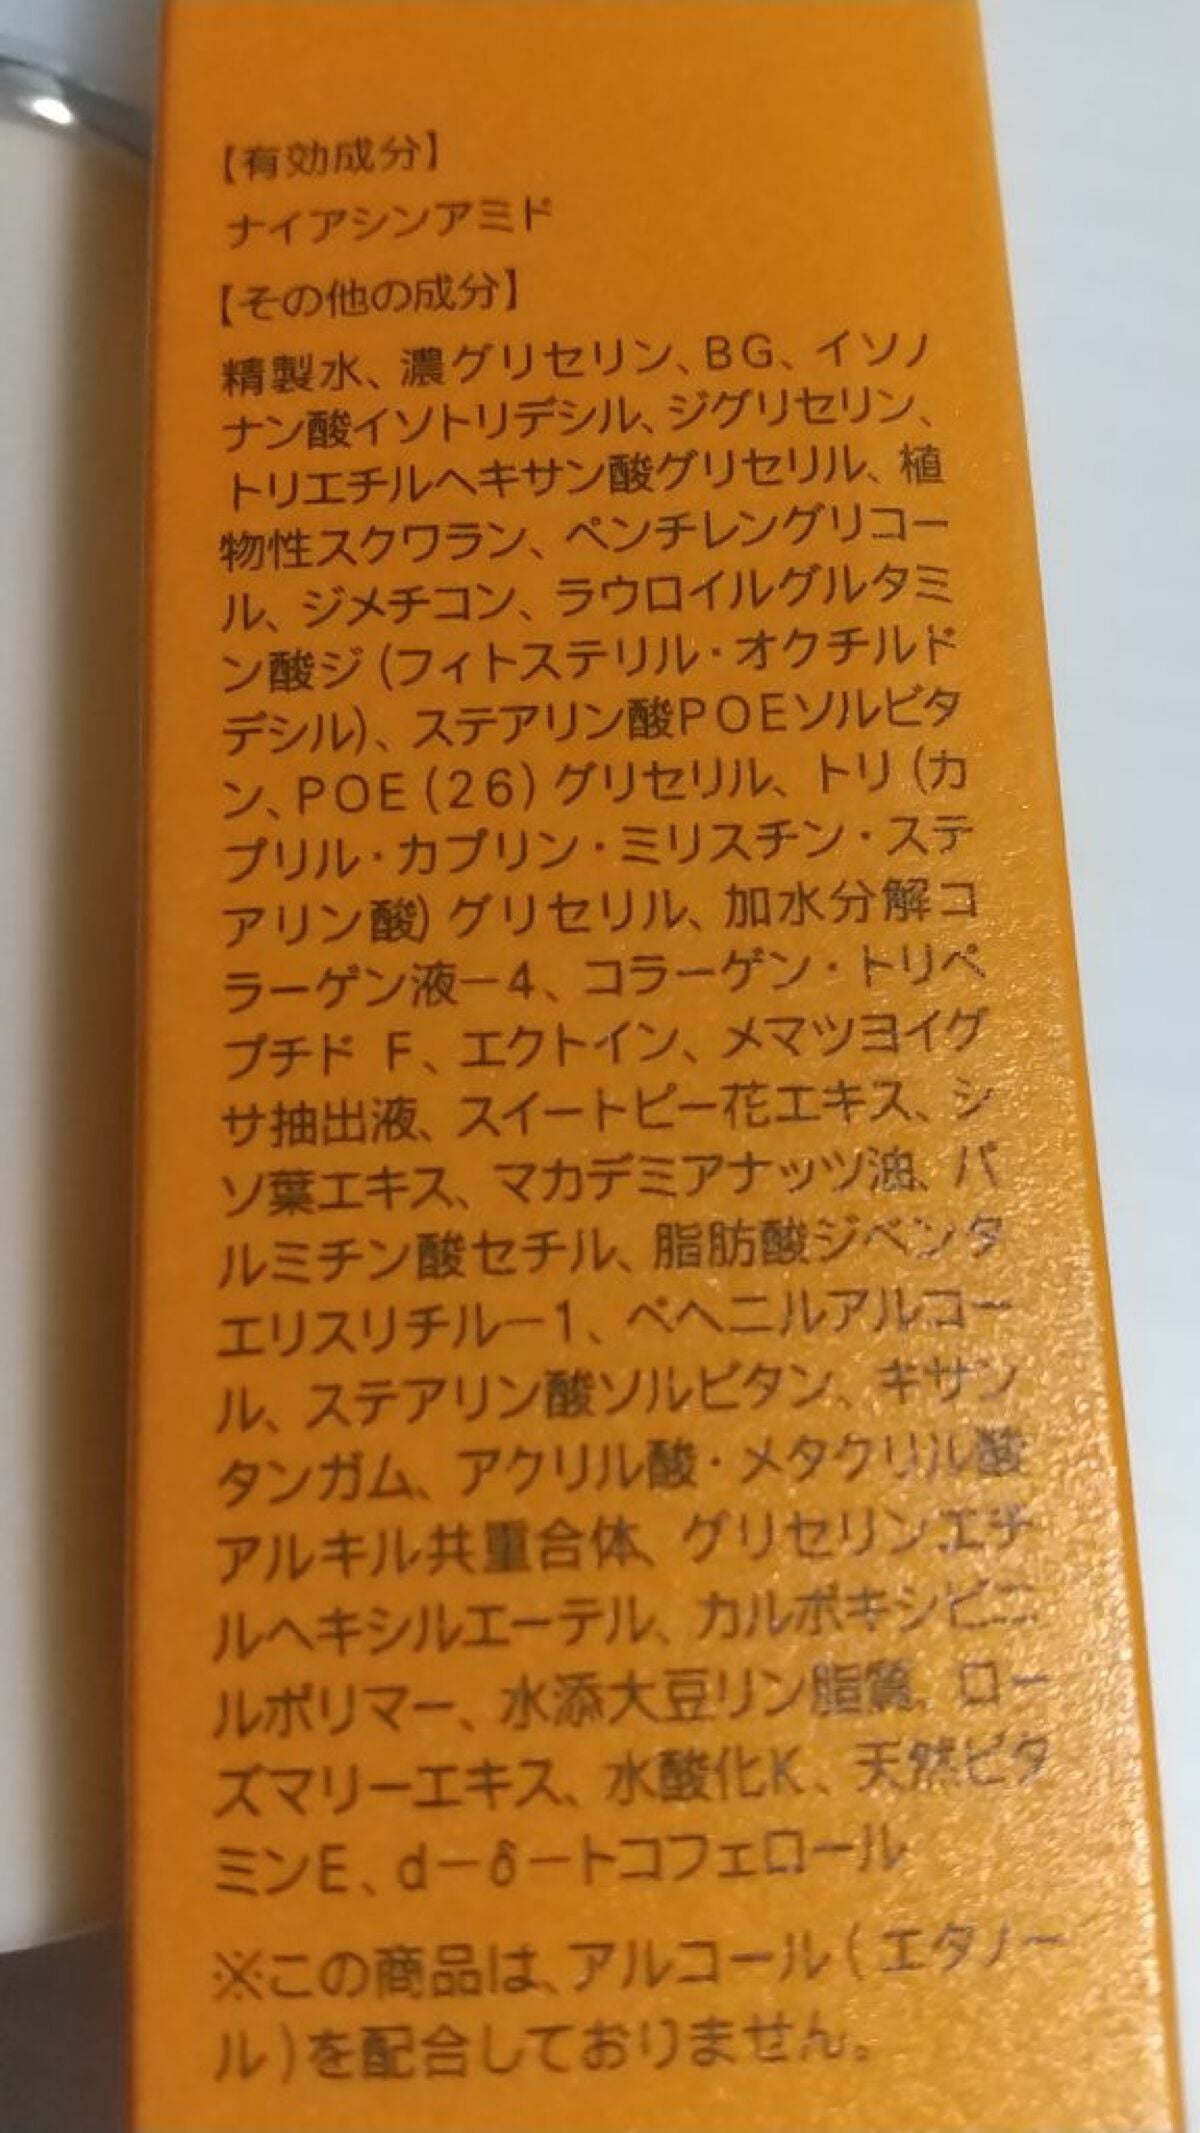 【有効成分】
ナイアシンアミド
【その他の成分】
精製水、濃グリセリン、BG、イソノ
ナン酸イソトリデシル、ジグリセリン、
トリエチルヘキサン酸グリセリル、植
物性スクワラン、ペンチレングリコー
ル、ジメチコン、ラウロイルグルタミ
ン酸ジ(フィトステリル・オクチルド
デシル)、ステアリン酸POEソルビタ
ン、POE(26)グリセリル、トリ(カ
プリル・カプリン・ミリスチン・ステ
アリン酸)グリセリル、加水分解コ
ラーゲン液−4、コラーゲン・トリペ
プチド F、エクトイン、メマツヨイグ
サ抽出液、スイートピー花エキス、シ
ソ葉エキス、マカデミアナッツ油、パ
ルミチン酸セチル、脂肪酸ジペンタ
エリスリチル−1、ベヘニルアルコー
ル、ステアリン酸ソルビタン、キサン
タンガム、アクリル酸・メタクリル酸
アルキル共重合体、グリセリンエチ
ルヘキシルエーテル、カルボキシビニ
ルポリマー、水添大豆リン脂質、ロー
ズマリーエキス、水酸化K、天然ビタ
ミンE、d−δ−トコフェロール
※この商品は、アルコール(エタノー
ル)を配合しておりません。